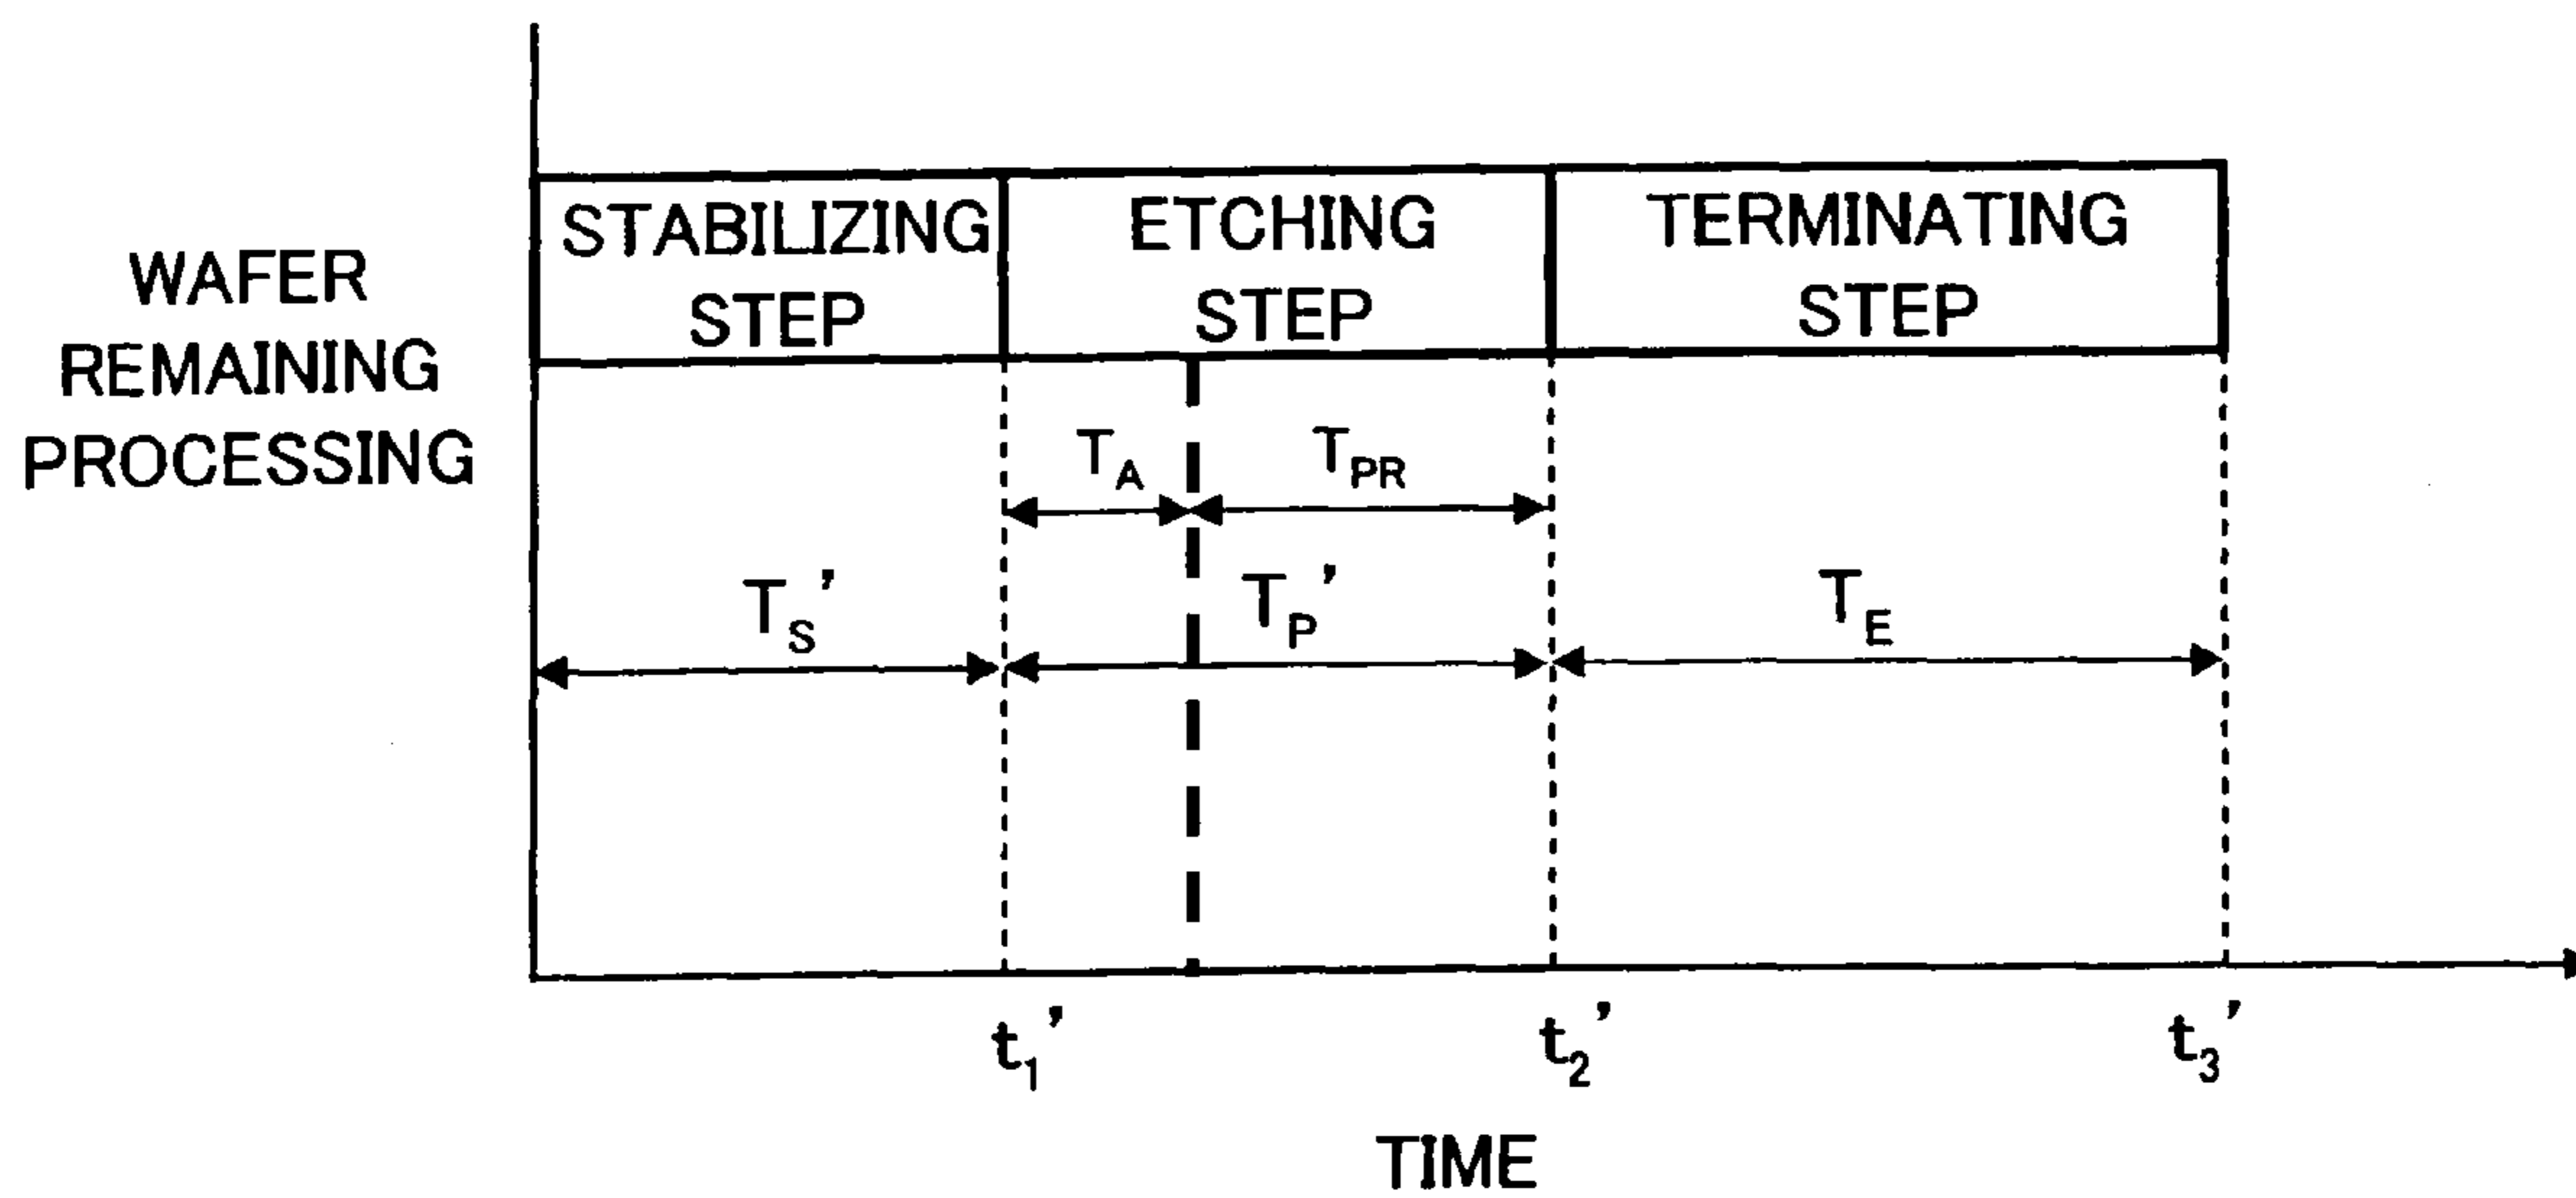 STABILIZING STEP
ETCHING STEP
TERMINATING STEP
WAFER
REMAINING
PROCESSING
T_A
T_PR
T_S'
T_P'
T_E
t_1'
t_2'
t_3'
TIME